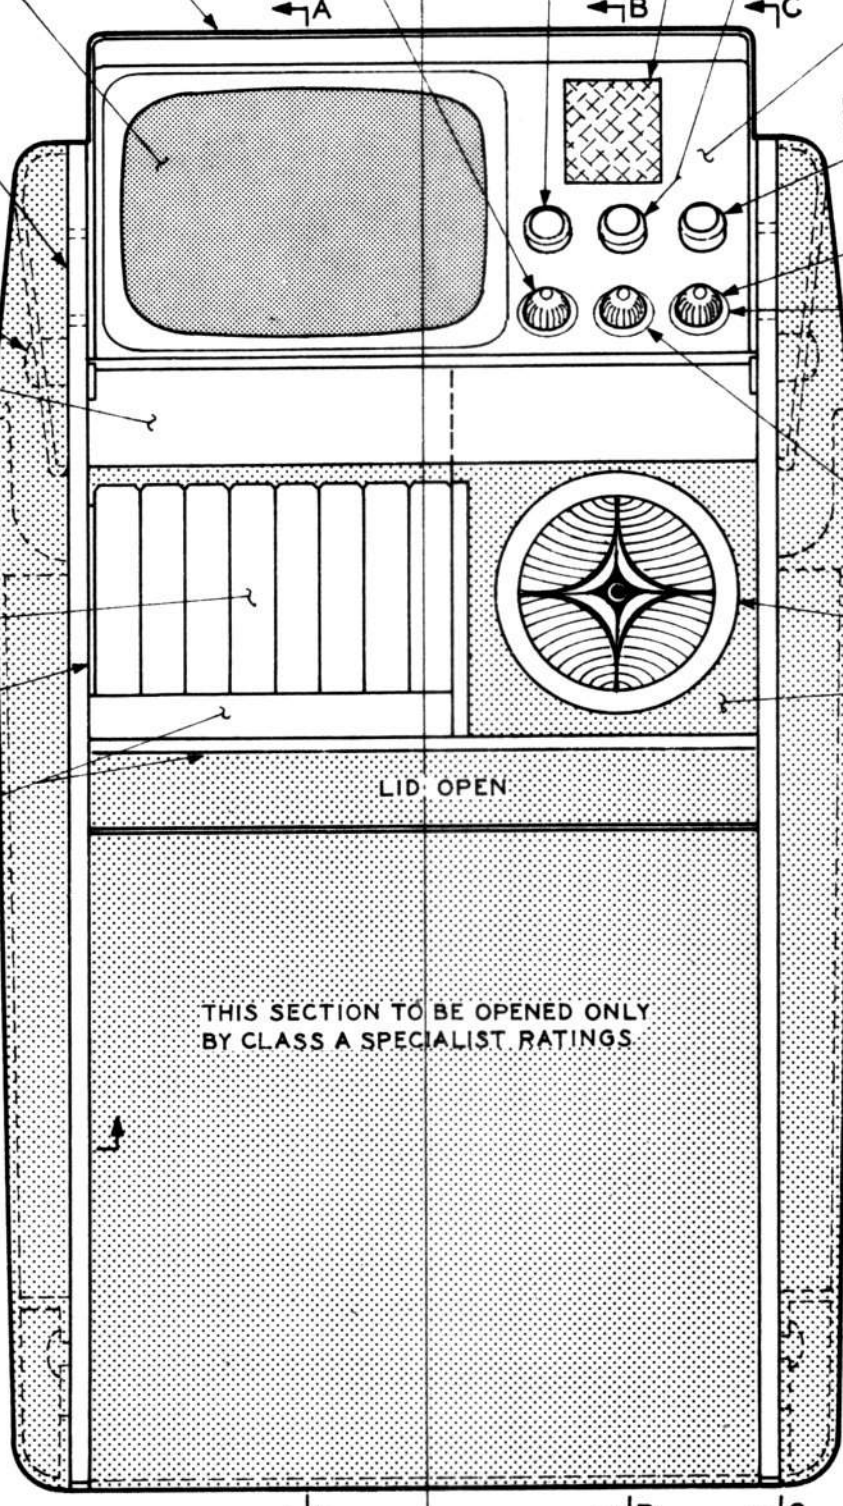 A B C
LID OPEN
THIS SECTION TO BE OPENED ONLY
BY CLASS A SPECIALIST RATINGS